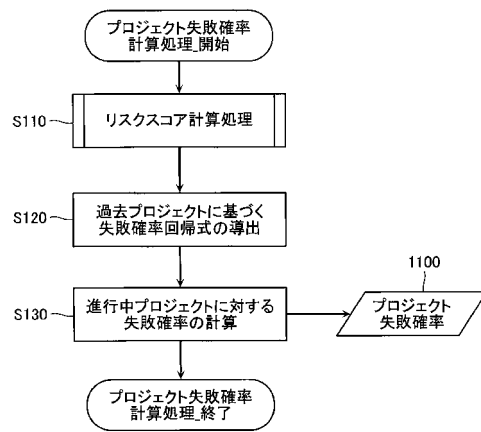 プロジェクト失敗確率
計算処理_開始
S110
リスクスコア計算処理
S120
過去プロジェクトに基づく
失敗確率回帰式の導出
1100
S130
進行中プロジェクトに対する
失敗確率の計算
プロジェクト
失敗確率
プロジェクト失敗確率
計算処理_終了